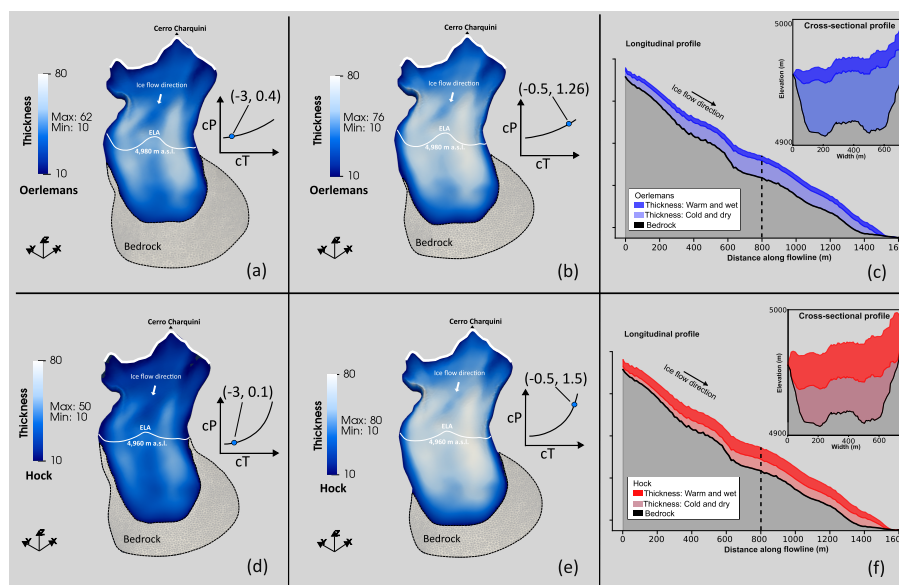 Cerro Charquini
Ice flow direction
80
Thickness
Max: 62
Min: 10
10
Oerlemans
ELA
4,980 m a.s.l.
(-3, 0.4)
cP
cT
Bedrock
(a)
Cerro Charquini
Ice flow direction
80
Thickness
Max: 76
Min: 10
10
Oerlemans
ELA
4,980 m a.s.l.
(-0.5, 1.26)
cP
cT
Bedrock
(b)
Longitudinal profile
Ice flow direction
5000
Cross-sectional profile
Elevation (m)
4900
0 200 400 600
Width (m)
Oerlemans
Thickness: Warm and wet
Thickness: Cold and dry
Bedrock
0 200 400 600 800 1000 1200 1400
Distance along flowline (m)
(c)
Cerro Charquini
Ice flow direction
80
Thickness
Max: 50
Min: 10
10
Hock
ELA
4,960 m a.s.l.
(-3, 0.1)
cP
cT
Bedrock
(d)
Cerro Charquini
Ice flow direction
80
Thickness
Max: 80
Min: 10
10
Hock
ELA
4,960 m a.s.l.
(-0.5, 1.5)
cP
cT
Bedrock
(e)
Longitudinal profile
Ice flow direction
5000
Cross-sectional profile
Elevation (m)
4900
0 200 400 600
Width (m)
Hock
Thickness: Warm and wet
Thickness: Cold and dry
Bedrock
0 200 400 600 800 1000 1200 1400
Distance along flowline (m)
(f)